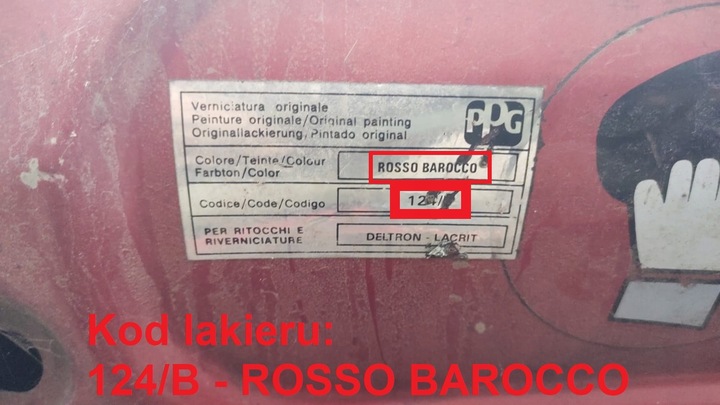 Verniciatura originale
Peinture originale/Original painting
Originallackierung, Pintado original
PPG
Colore/Teinte/Colour
Farbton/Color
ROSSO BAROCCO
Codice/Code/Codigo
124/
PER RITOCCHI E
RIVERNICIATURE
DELTRON - LACRIT
Kod lakieru:
124/B - ROSSO BAROCCO